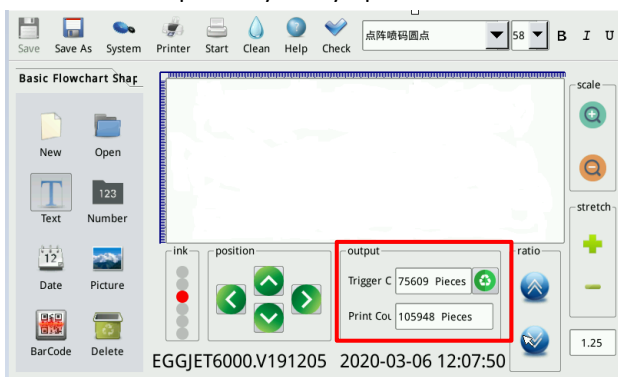 Save Save As System Printer Start Clean Help Check 点阵喷码圆点 58 B I U
Basic Flowchart Shap
New Open
Text 123 Number
12 Date Picture
BarCode Delete
ink
position
output
Trigger C 75609 Pieces
Print Cou 105948 Pieces
ratio
scale
stretch
1.25
EGGJET6000.V191205 2020-03-06 12:07:50